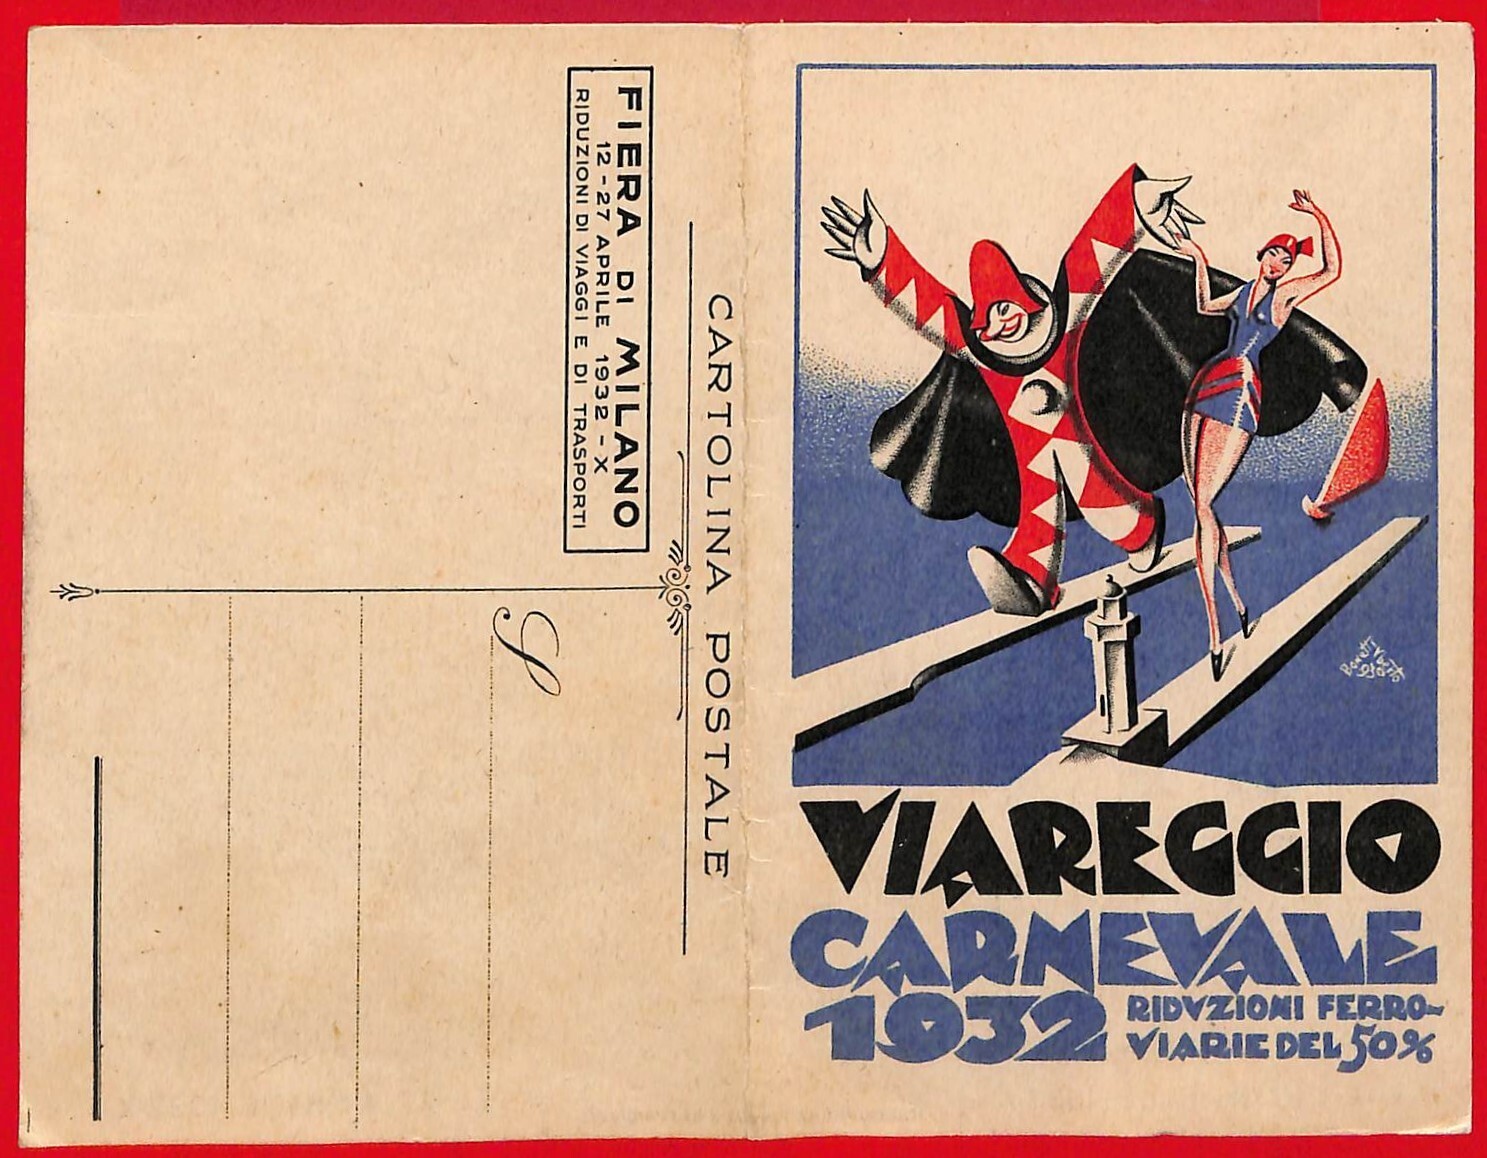 CARTOLINA POSTALE
FIERA DI MILANO
12-27 APRILE 1932-X
RIDUZIONI DI VIAGGI E DI TRASPORTI
VIAREGGIO
CARNEVALE
1932
RIDVZIONI FERRO-
VIARIE DEL 50%